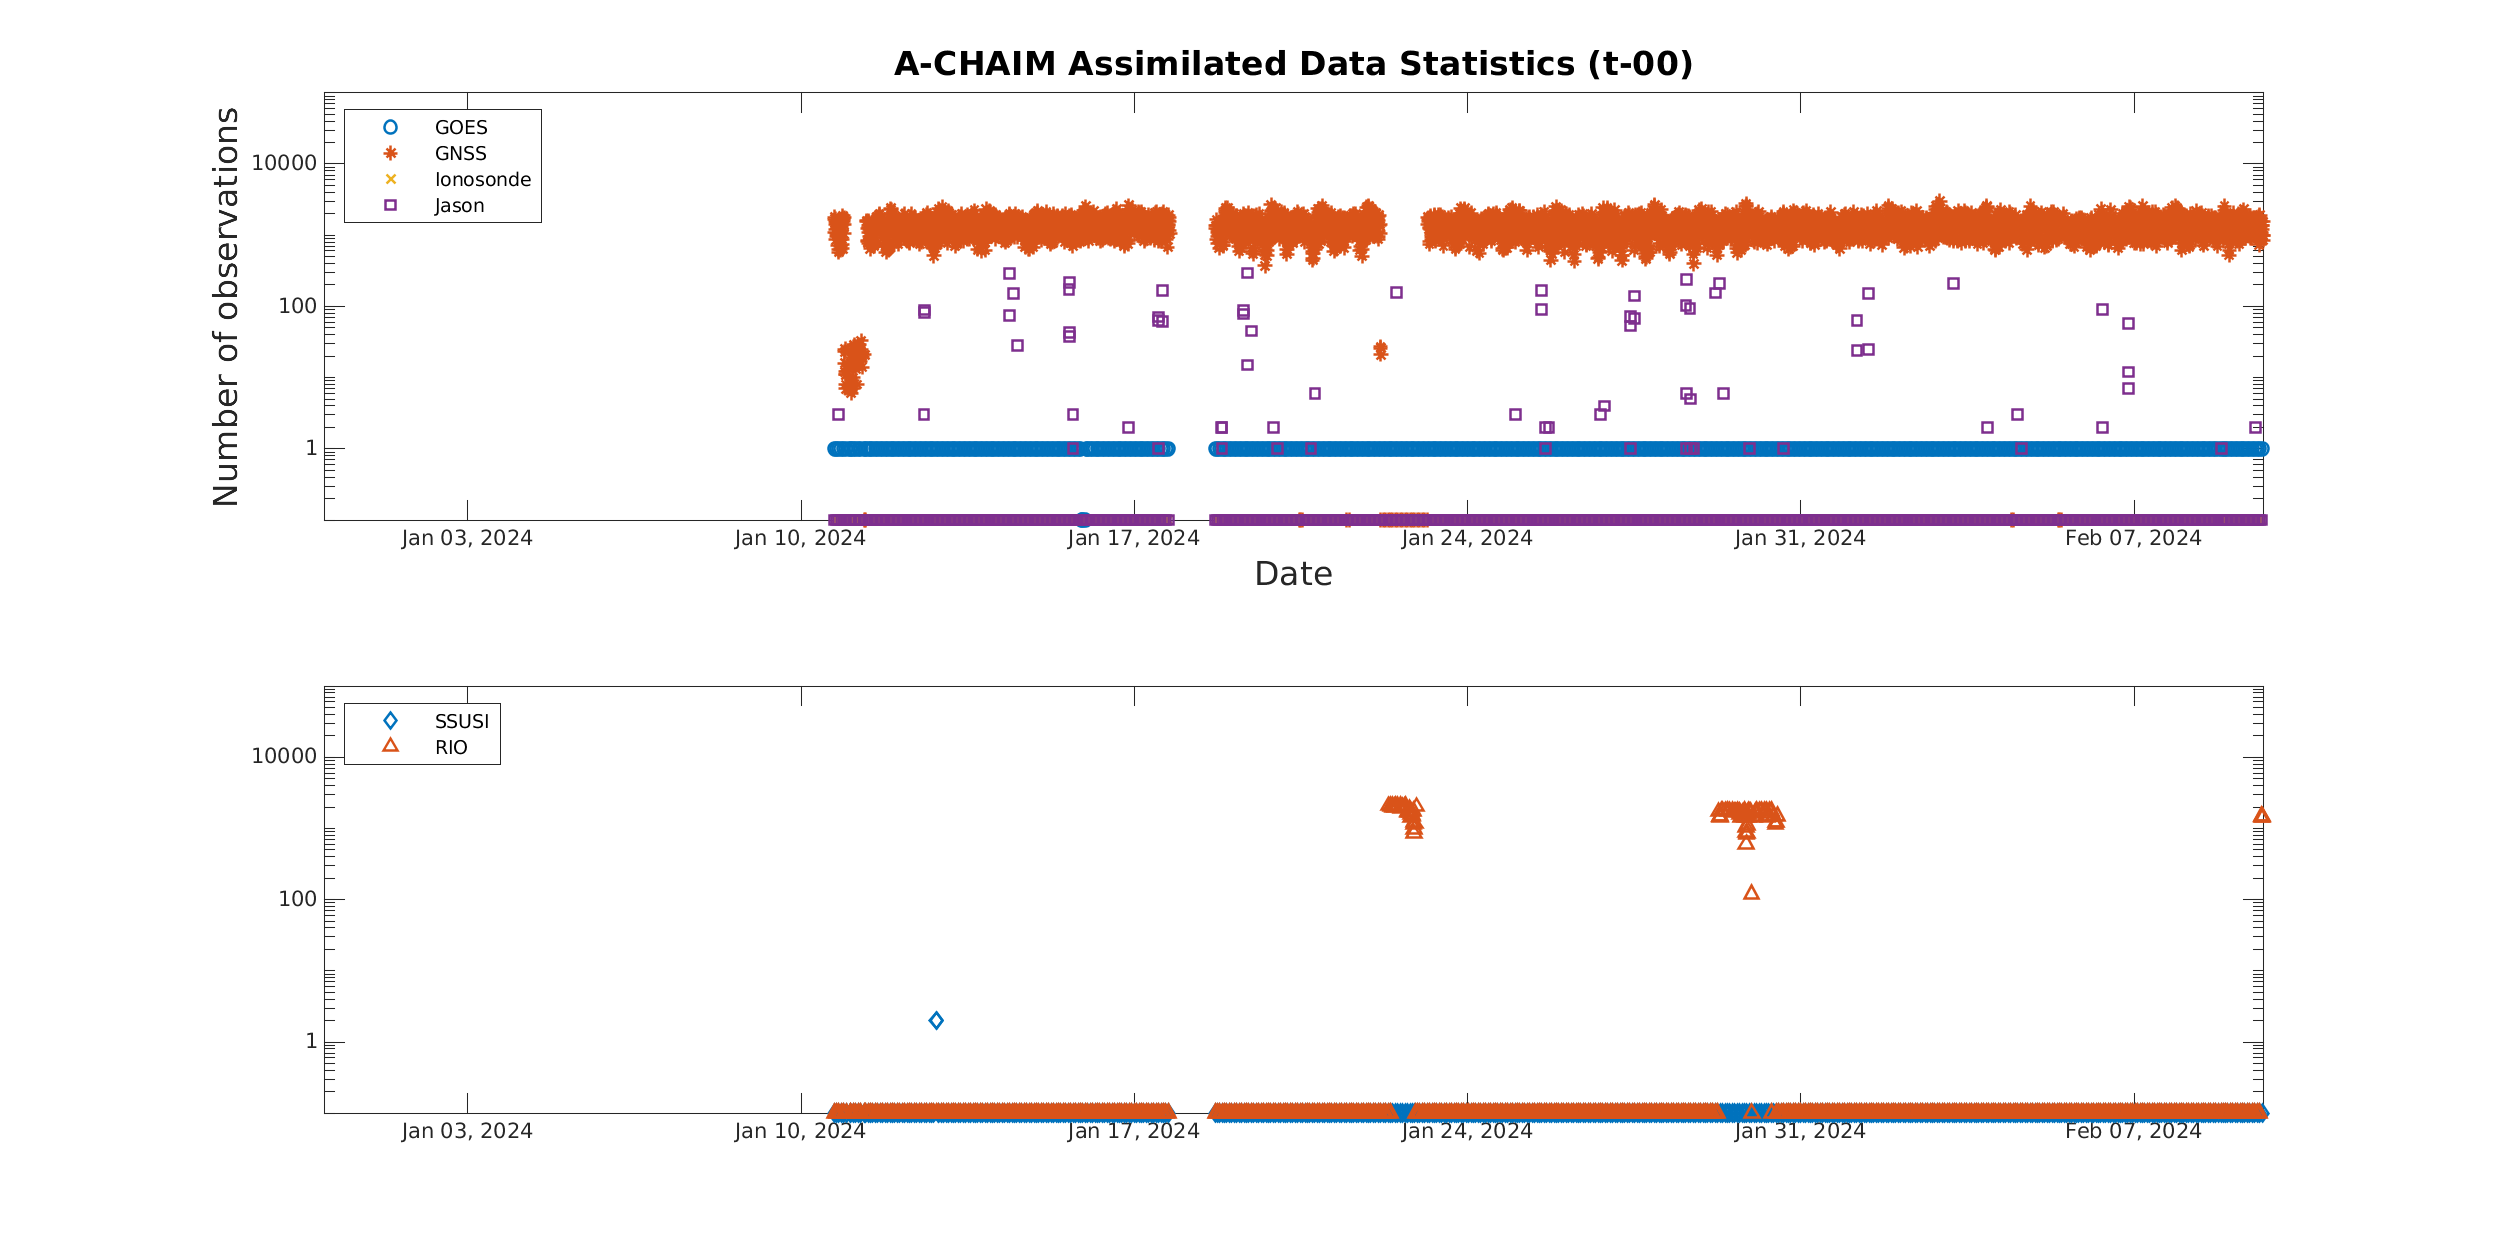 A-CHAIM Assimilated Data Statistics (t-00)
Number of observations
GOES
GNSS
Ionosonde
Jason
10000
100
1
Jan 03, 2024
Jan 10, 2024
Jan 17, 2024
Jan 24, 2024
Jan 31, 2024
Feb 07, 2024
Date
SSUSI
RIO
10000
100
1
Jan 03, 2024
Jan 10, 2024
Jan 17, 2024
Jan 24, 2024
Jan 31, 2024
Feb 07, 2024